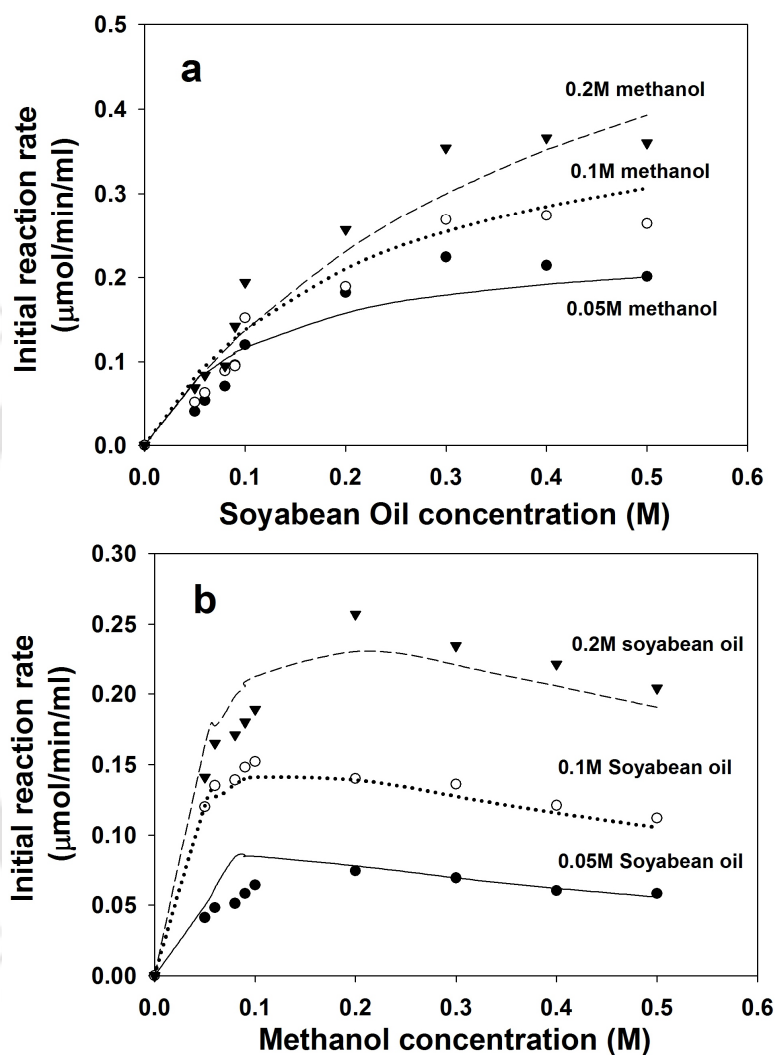 a
0.5
0.4
0.3
0.2
0.1
0.0
Initial reaction rate
(μmol/min/ml)
0.2M methanol
0.1M methanol
0.05M methanol
0.0 0.1 0.2 0.3 0.4 0.5 0.6
Soyabean Oil concentration (M)
b
0.30
0.25
0.20
0.15
0.10
0.05
0.00
Initial reaction rate
(μmol/min/ml)
0.2M soyabean oil
0.1M Soyabean oil
0.05M Soyabean oil
0.0 0.1 0.2 0.3 0.4 0.5 0.6
Methanol concentration (M)